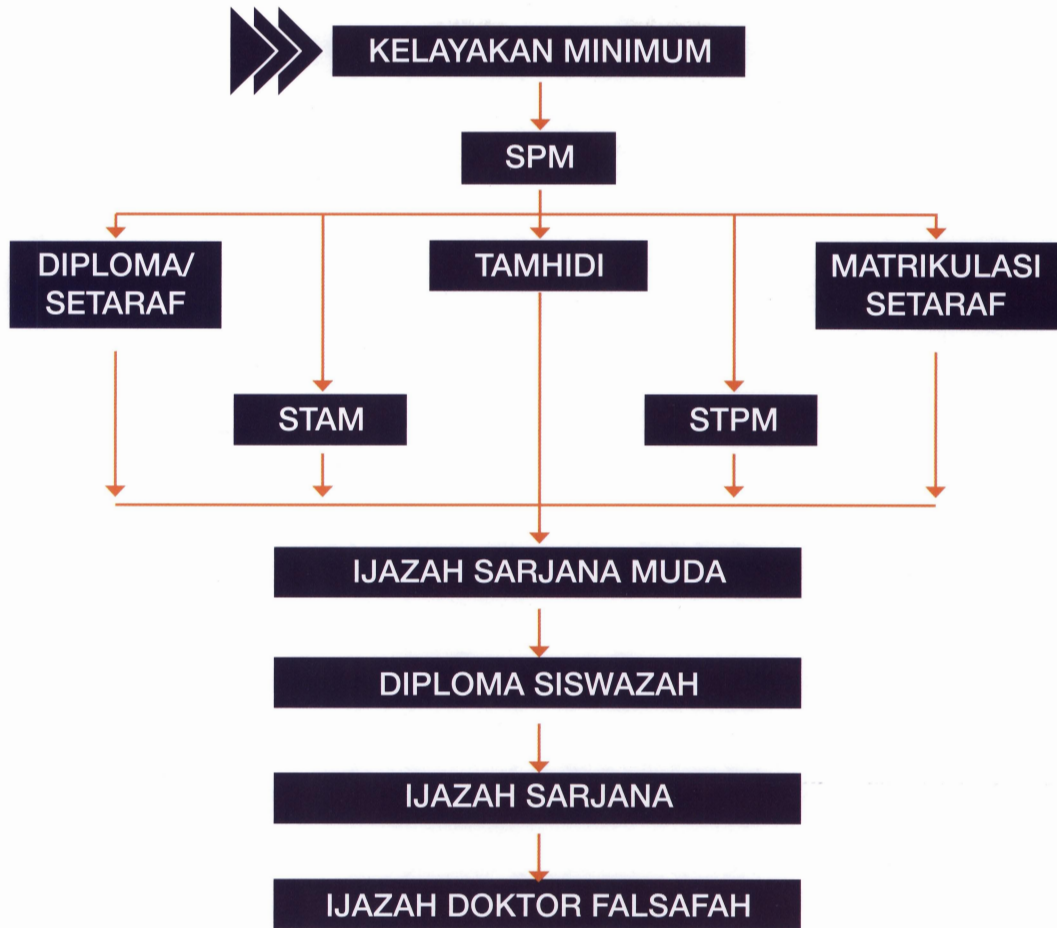 KELAYAKAN MINIMUM
SPM
DIPLOMA/
SETARAF
TAMHIDI
MATRIKULASI
SETARAF
STAM
STPM
IJAZAH SARJANA MUDA
DIPLOMA SISWAZAH
IJAZAH SARJANA
IJAZAH DOKTOR FALSAFAH